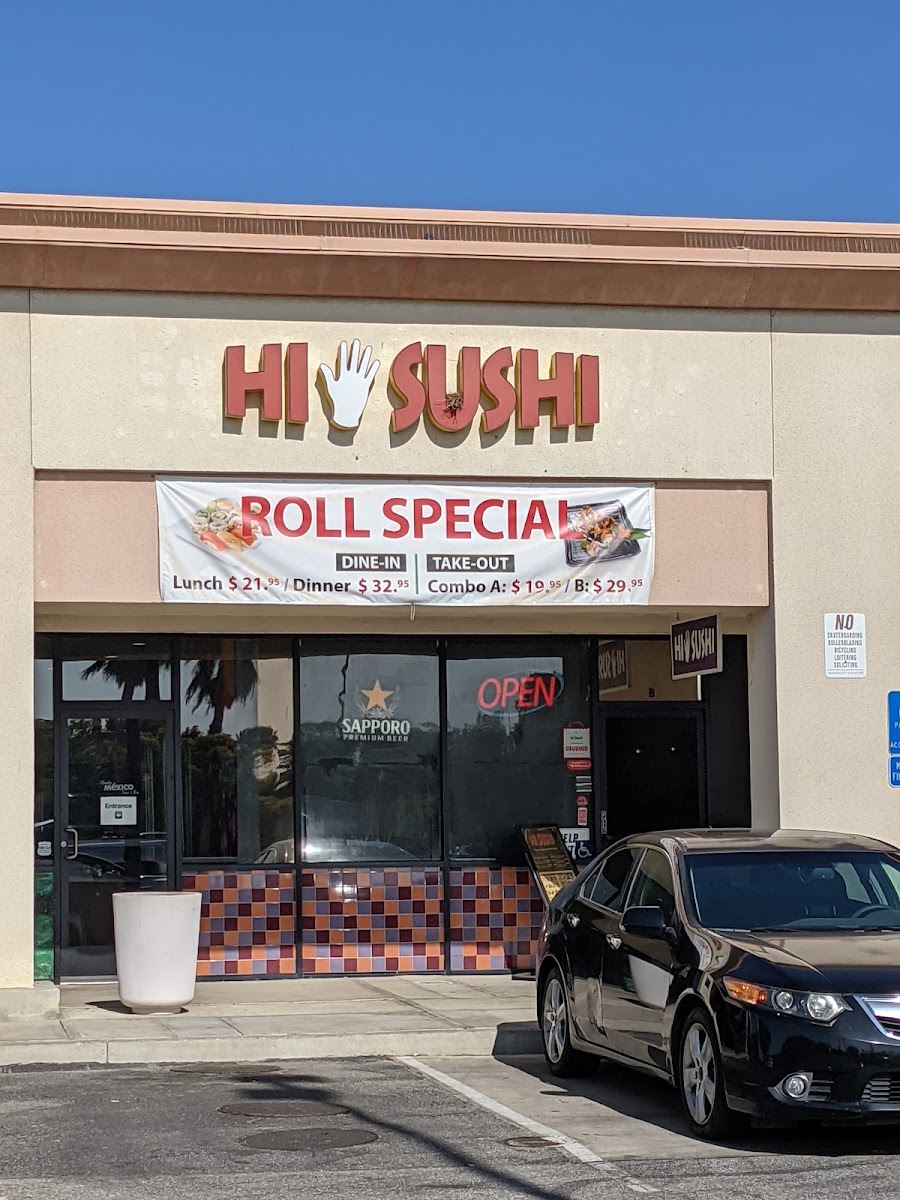 HI SUSHI
ROLL SPECIAL
DINE-IN TAKE-OUT
Lunch $ 21.95 / Dinner $ 32.95 Combo A: $ 19.95 / B: $ 29.95
NO
SKATEBOARDING
ROLLERBLADING
BICYCLING
LOITERING
SOLICITING
HI SUSHI
B
OPEN
SAPPORO
PREMIUM BEER
MÉXICO
Entrance